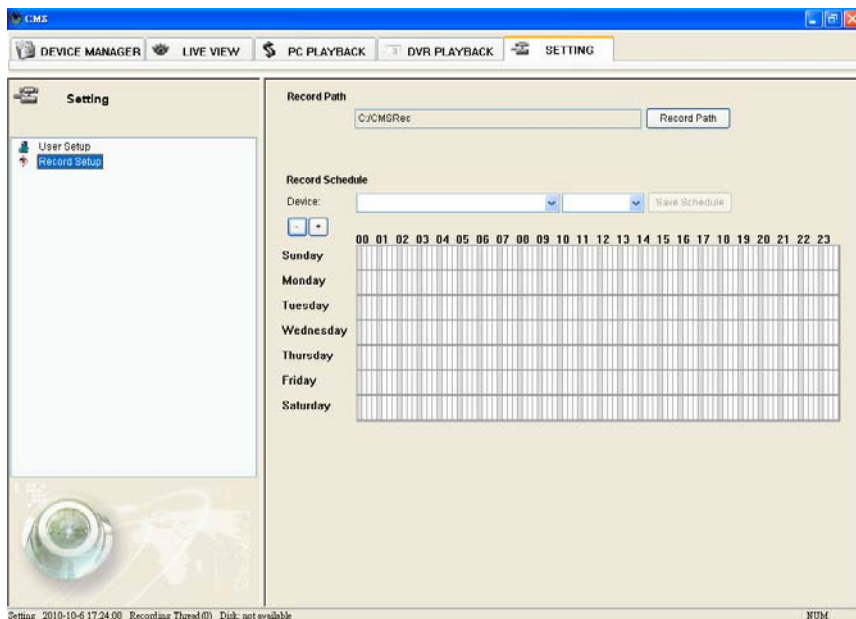 CMS
DEVICE MANAGER LIVE VIEW PC PLAYBACK DVR PLAYBACK SETTING
Setting
User Setup
Record Setup
Record Path
C:/CMSRec Record Path
Record Schedule
Device: Save Schedule
- +
00 01 02 03 04 05 06 07 08 09 10 11 12 13 14 15 16 17 18 19 20 21 22 23
Sunday
Monday
Tuesday
Wednesday
Thursday
Friday
Saturday
Setting 2010-10-6 17:24:00 Recording Thread(0) Disk: not available NUM